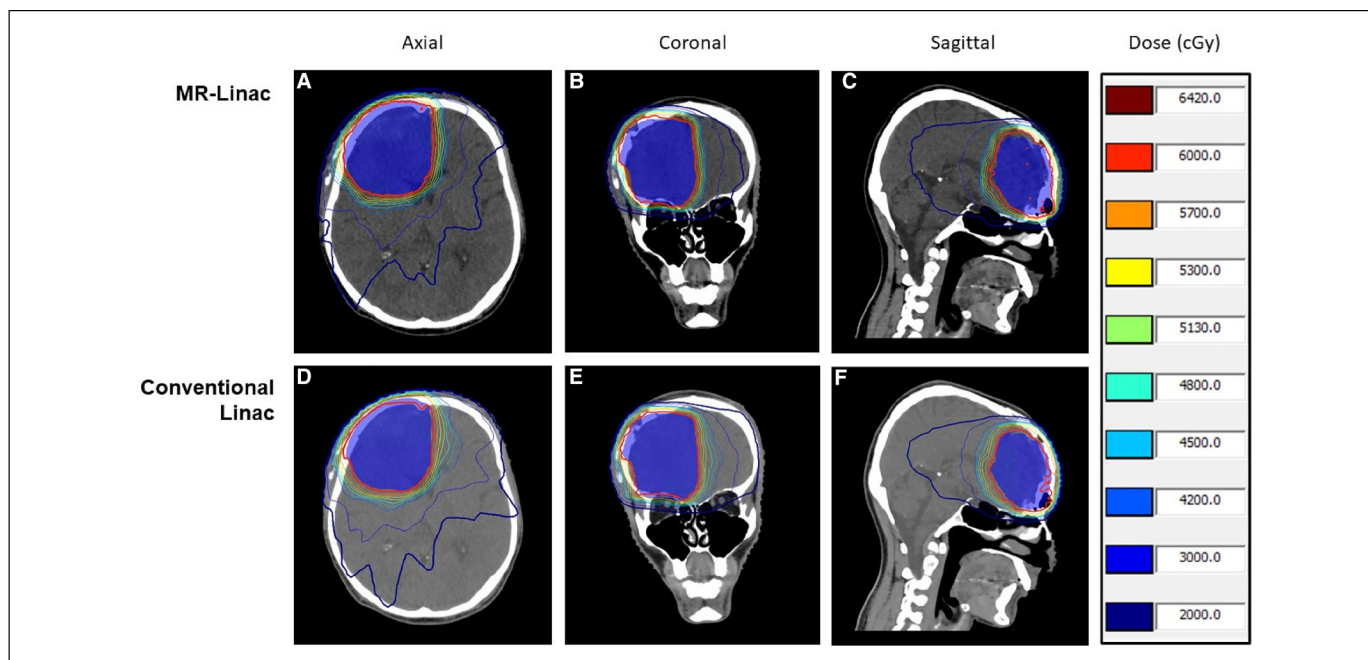 Axial Coronal Sagittal Dose (cGy)
MR-Linac
A B C
6420.0
6000.0
5700.0
5300.0
5130.0
4800.0
4500.0
4200.0
3000.0
2000.0
Conventional
Linac
D E F